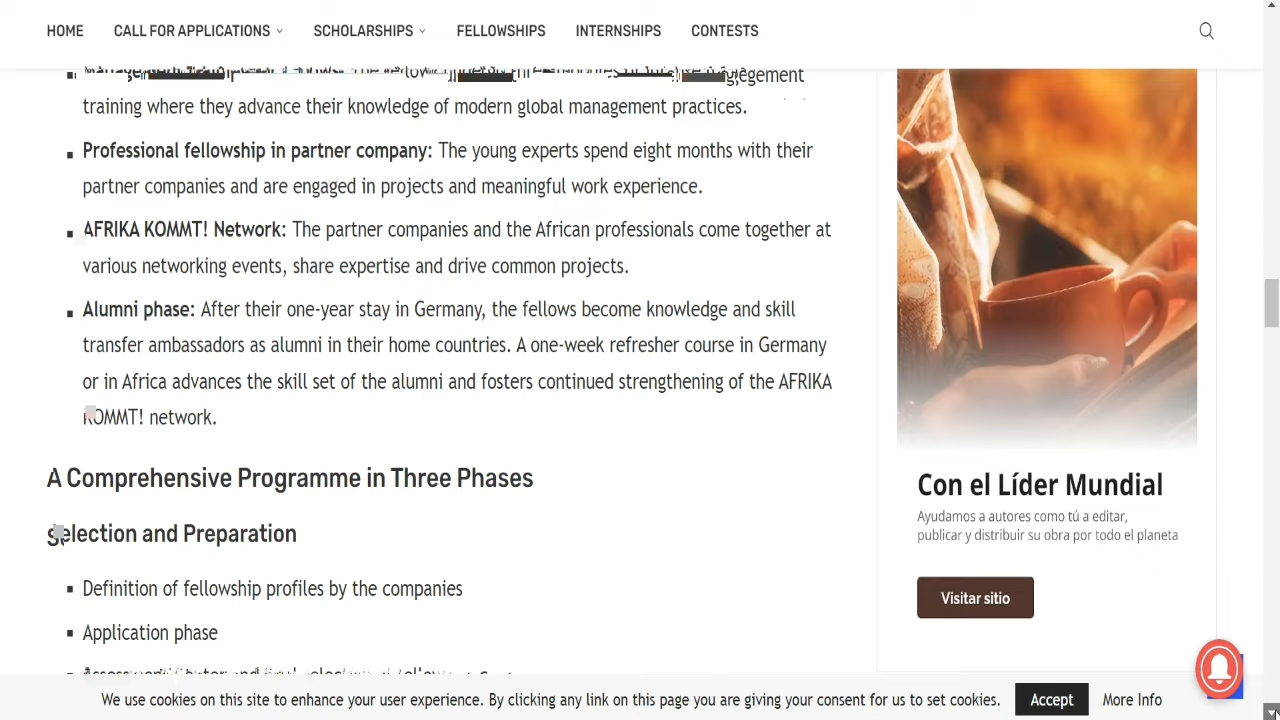 HOME
CALL FOR APPLICATIONS
SCHOLARSHIPS
FELLOWSHIPS
INTERNSHIPS
CONTESTS
training where they advance their knowledge of modern global management practices.
Professional fellowship in partner company: The young experts spend eight months with their
partner companies and are engaged in projects and meaningful work experience.
AFRIKA KOMMT! Network: The partner companies and the African professionals come together at
various networking events, share expertise and drive common projects.
Alumni phase: After their one-year stay in Germany, the fellows become knowledge and skill
transfer ambassadors as alumni in their home countries. A one-week refresher course in Germany
or in Africa advances the skill set of the alumni and fosters continued strengthening of the AFRIKA
KOMMT! network.
A Comprehensive Programme in Three Phases
Selection and Preparation
Definition of fellowship profiles by the companies
Application phase
Con el Líder Mundial
Ayudamos a autores como tú a editar,
publicar y distribuir su obra por todo el planeta
Visitar sitio
We use cookies on this site to enhance your user experience. By clicking any link on this page you are giving your consent for us to set cookies.
Accept
More Info